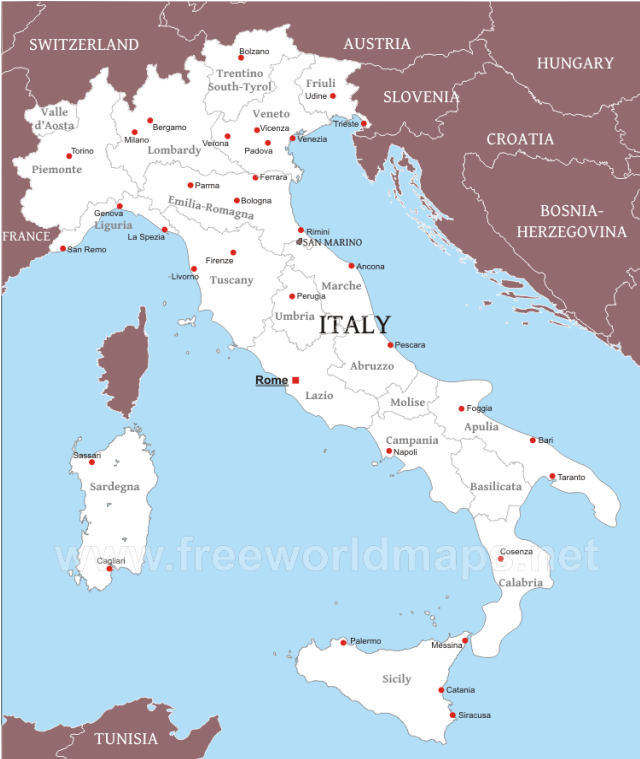 SWITZERLAND
AUSTRIA
HUNGARY
Bolzano
Trentino
South-Tyrol
Friuli
Udine
SLOVENIA
Valle
d'Aosta
Veneto
Trieste
Bergamo
Vicenza
Milano
Verona
Venezia
CROATIA
Torino
Lombardy
Padova
Piemonte
Ferrara
Parma
Bologna
Emilia-Romagna
Genova
Liguria
BOSNIA-
HERZEGOVINA
FRANCE
La Spezia
Rimini
SAN MARINO
San Remo
Firenze
Ancona
Livorno
Tuscany
Marche
Perugia
Umbria
ITALY
Pescara
Abruzzo
Rome
Lazio
Molise
Foggia
Apulia
Campania
Bari
Napoli
Sassari
Taranto
Sardegna
Basilicata
www.freeworldmaps.net
Cosenza
Cagliari
Calabria
Palermo
Messina
Sicily
Catania
Siracusa
TUNISIA